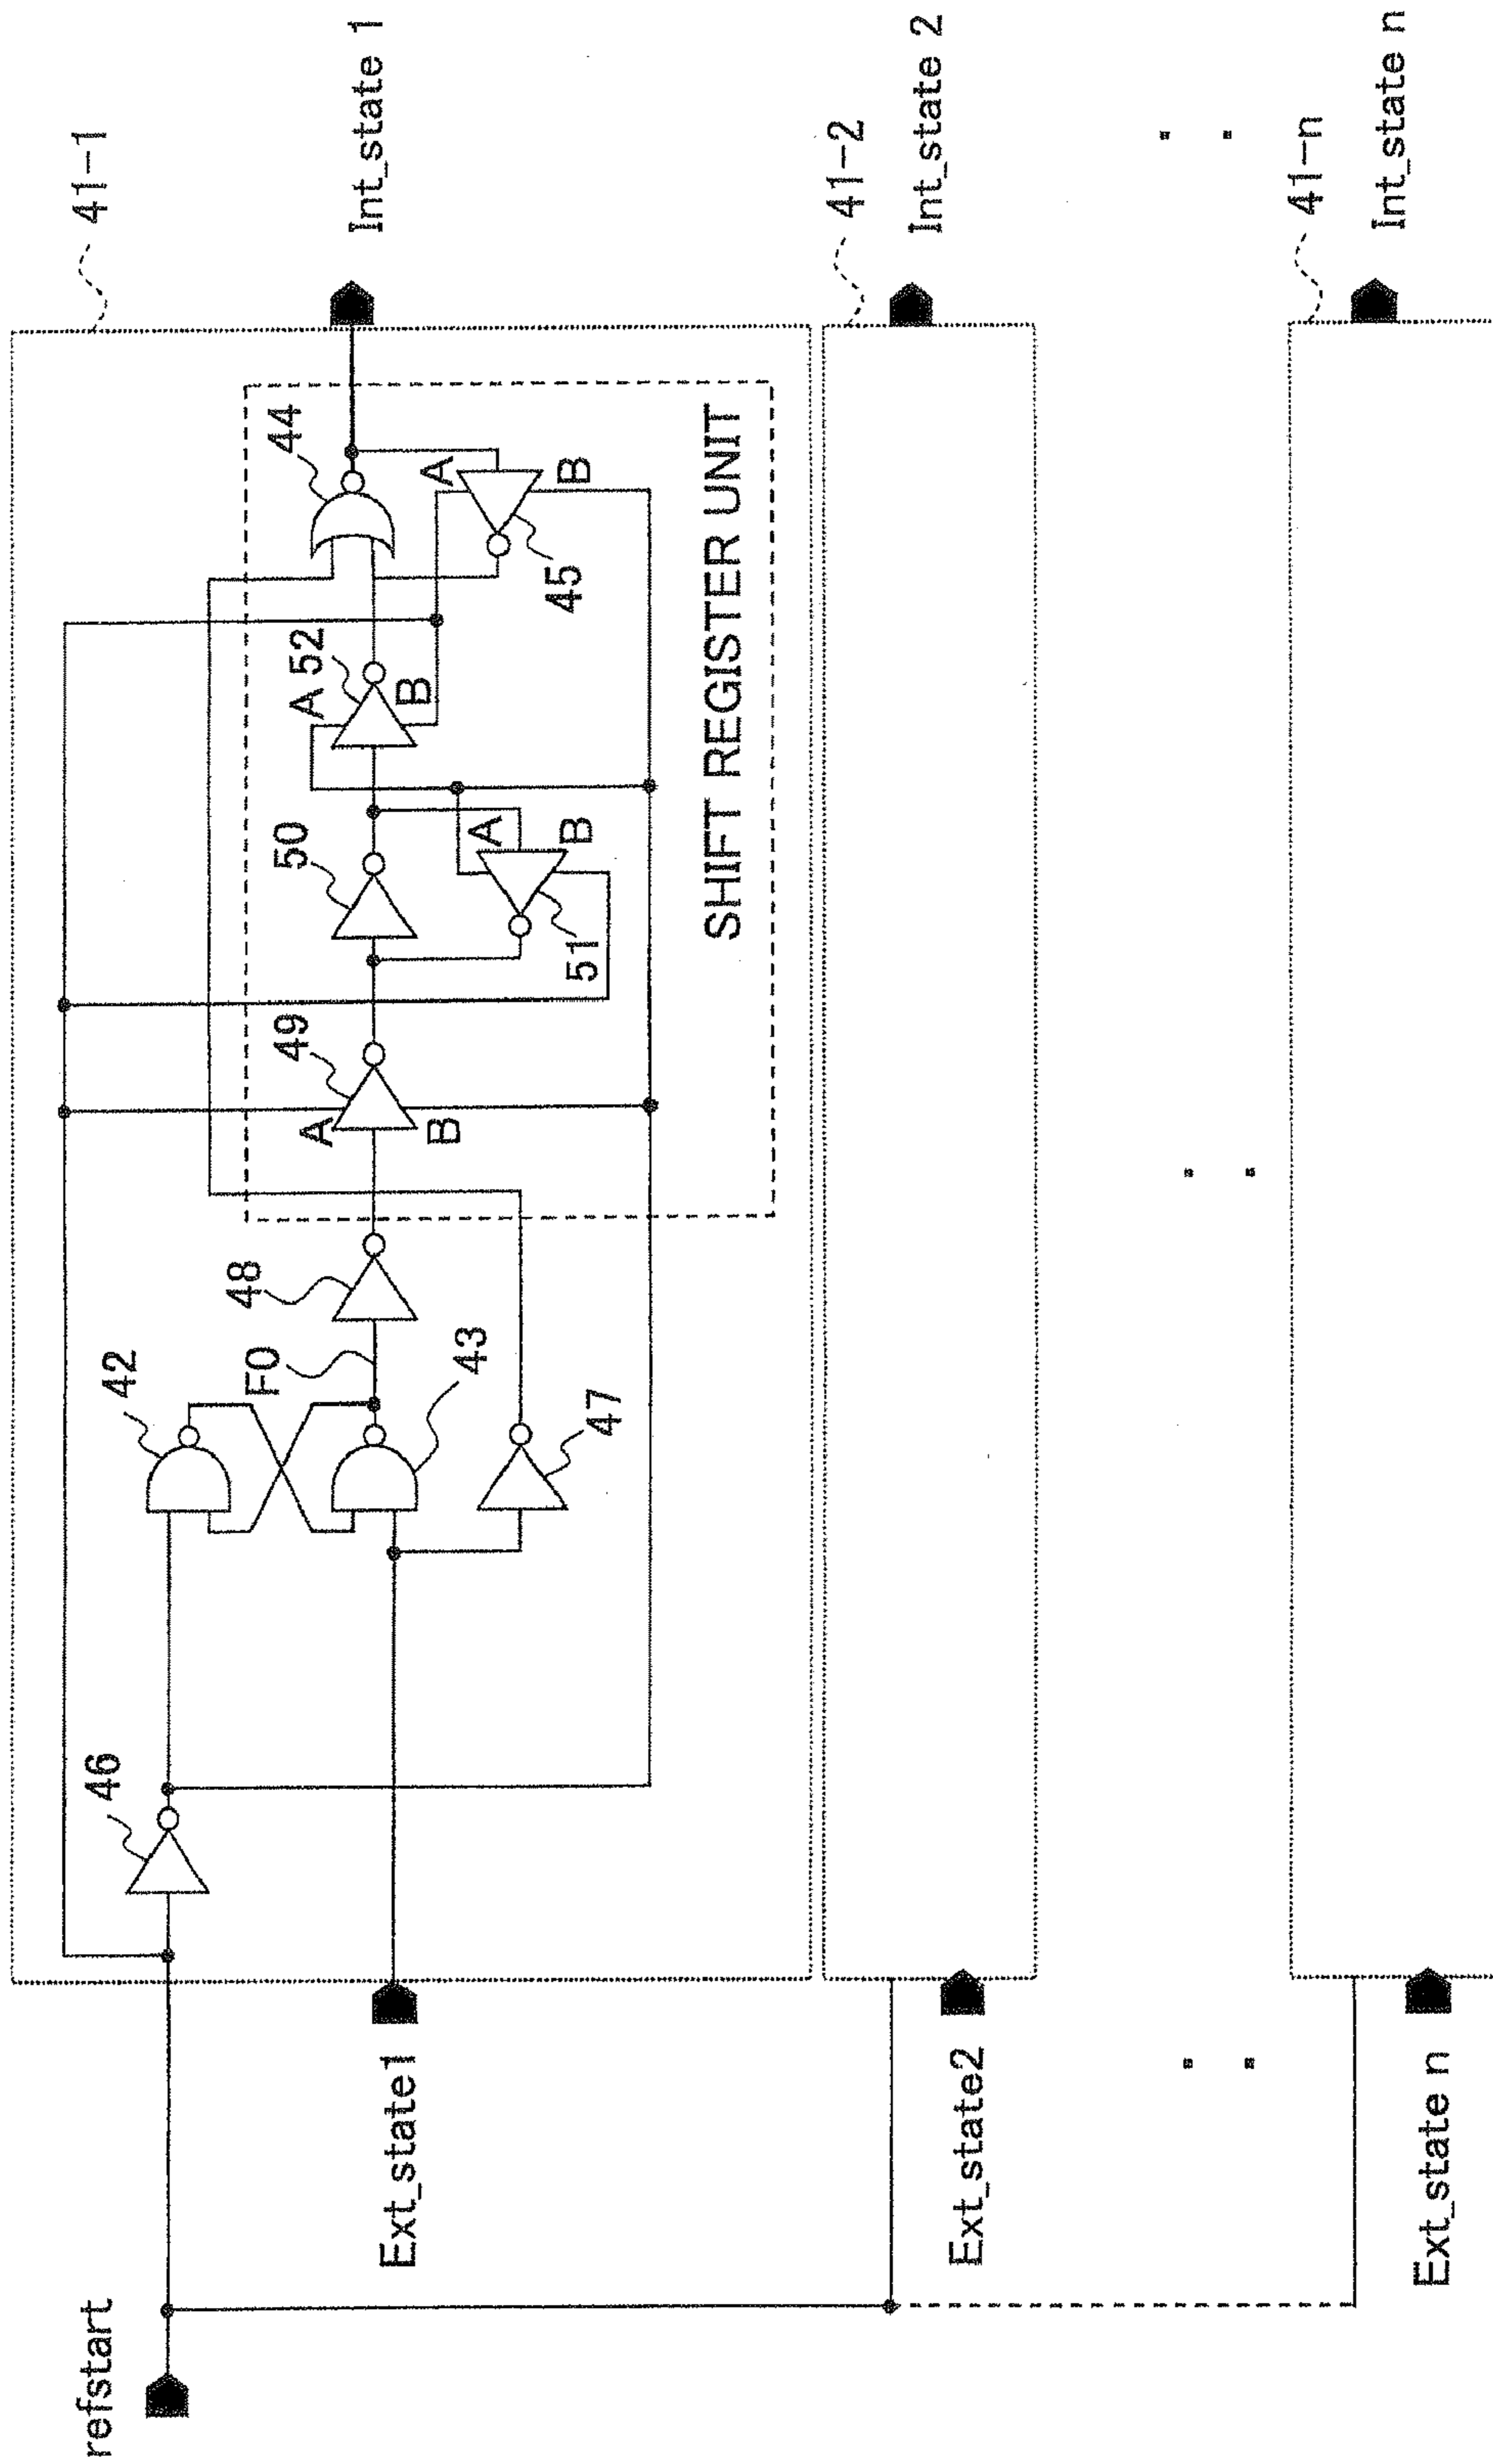 refstart
Ext_state1
Ext_state2
Ext_state n
41-1
46
42
F0
48
43
47
49
A
B
50
51
A
B
52
A
B
44
45
A
B
SHIFT REGISTER UNIT
Int_state 1
41-2
Int_state 2
41-n
Int_state n